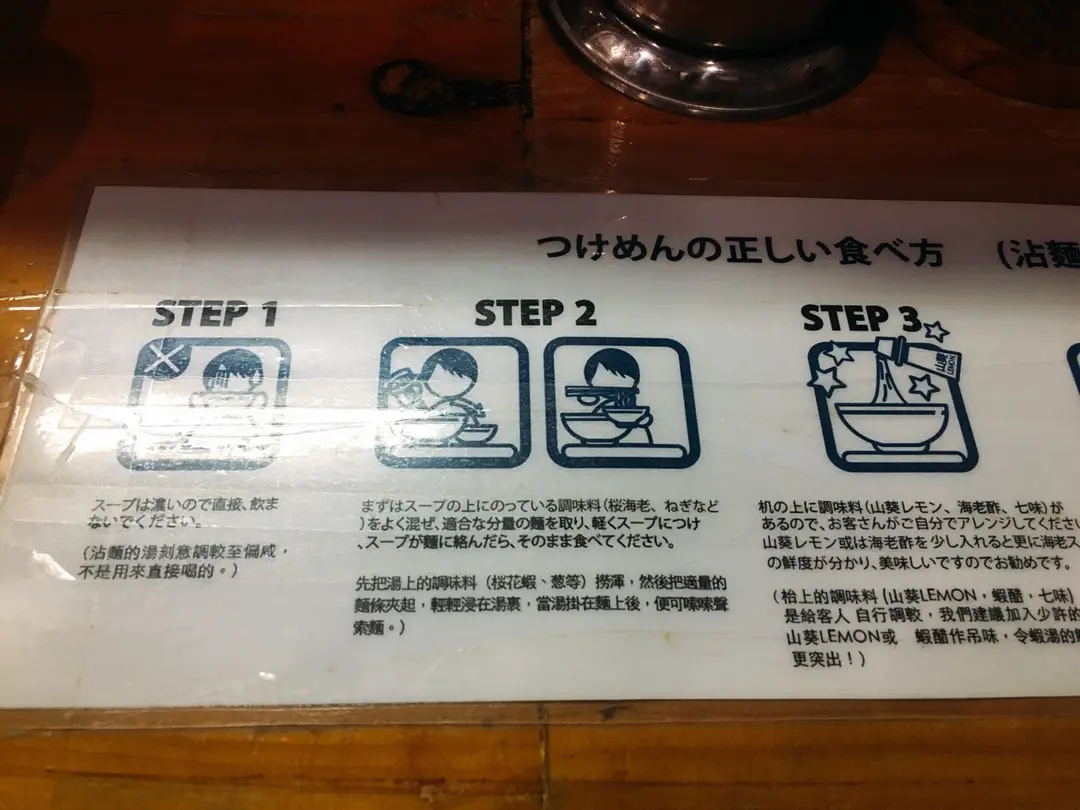 つけめんの正しい食べ方 (沾麵
STEP 1
スープは濃いので直接、飲ま
ないでください。
(沾麵的湯刻意調較至偏咸，
不是用來直接喝的。)
STEP 2
まずはスープの上にのっている調味料(桜海老、ねぎなど
)をよく混ぜ、適合な分量の麵を取り、軽くスープにつけ
、スープが麵に絡んだら、そのまま食べてください。
先把湯上的調味料（桜花蝦、葱等）撈渾，然後把適量的
麵條夾起，輕輕浸在湯裏，當湯掛在麵上後，便可嗦嗦聲
索麵。)
STEP 3
机の上に調味料(山葵レモン、海老酢、七味)が
あるので、お客さんがご自分でアレンジしてくださ
山葵レモン或は海老酢を少し入れると更に海老ス
の鮮度が分かり、美味しいですのでお勧めです。
(枱上的調味料 (山葵LEMON，蝦醋，七味)
是給客人 自行調較，我們建議加入少許的
山葵LEMON或 蝦醋作吊味，令蝦湯的
更突出！)